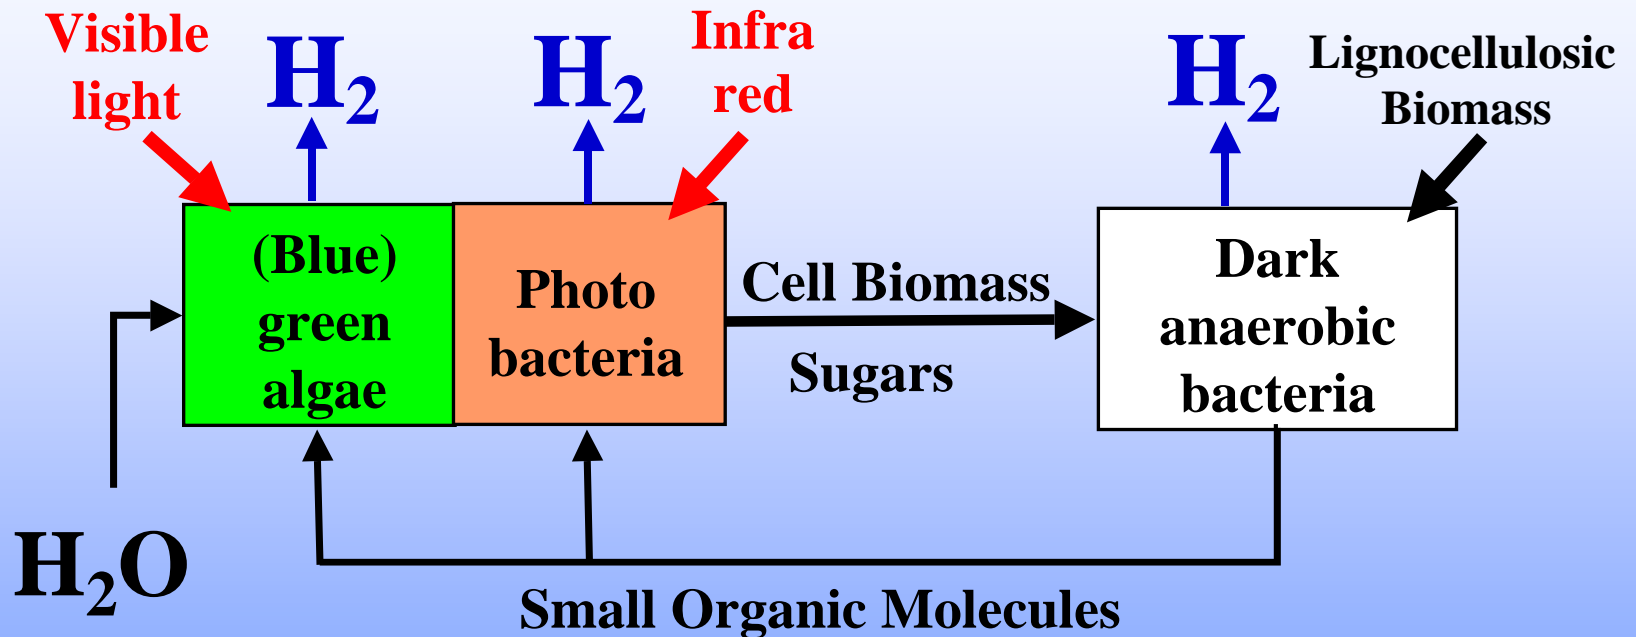 Visible
light
H₂
H₂
Infra
red
H₂
Lignocellulosic
Biomass
(Blue)
green
algae
Photo
bacteria
Cell Biomass
Sugars
Dark
anaerobic
bacteria
H₂O
Small Organic Molecules